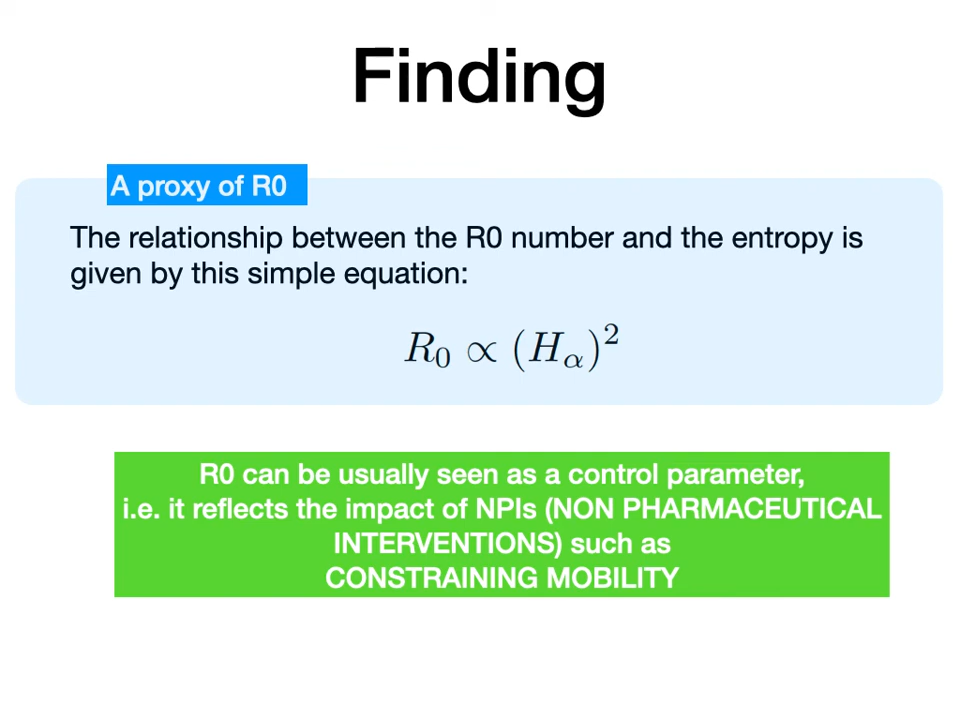 Finding
A proxy of R0
The relationship between the R0 number and the entropy is
given by this simple equation:
R₀ ∝ (Hα)²
R0 can be usually seen as a control parameter,
i.e. it reflects the impact of NPIs (NON PHARMACEUTICAL
INTERVENTIONS) such as
CONSTRAINING MOBILITY